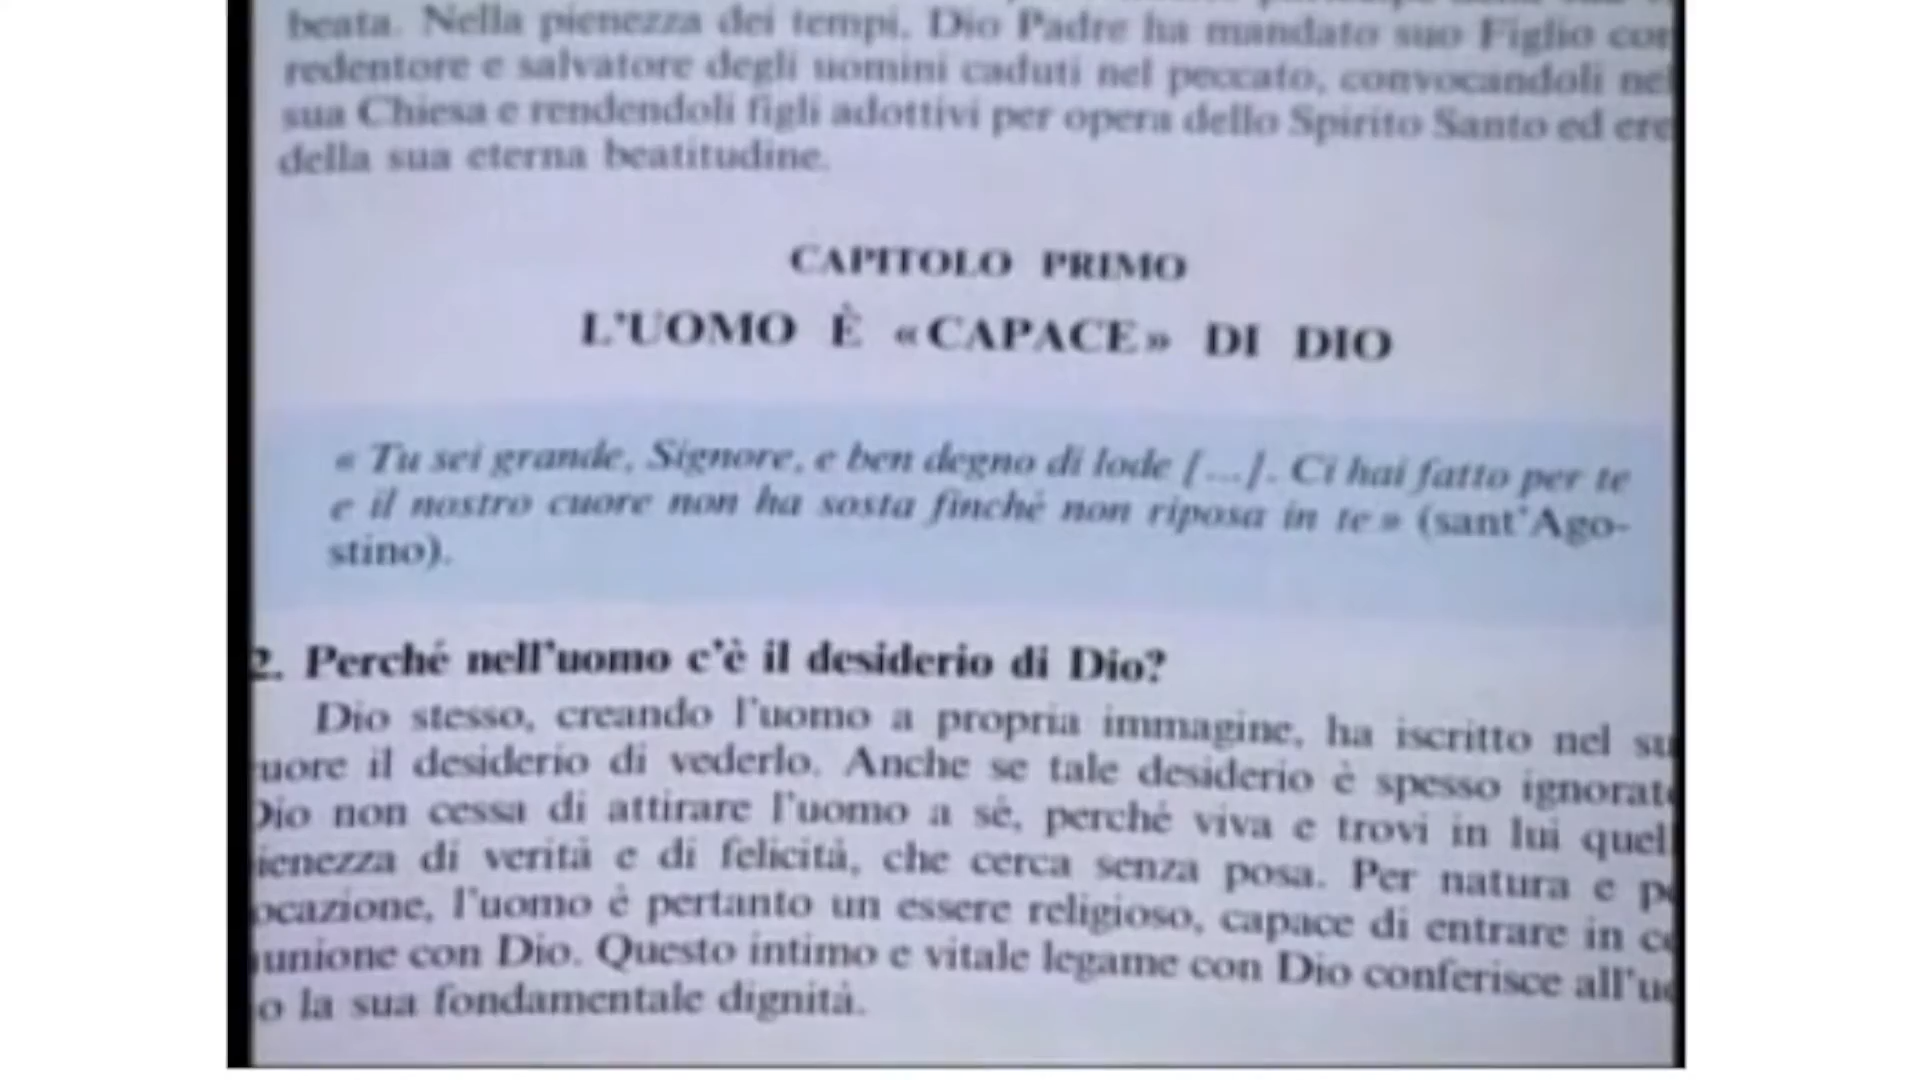 beata. Nella pienezza dei tempi, Dio Padre ha mandato suo Figlio co
redentore e salvatore degli uomini caduti nel peccato, convocandoli nel
sua Chiesa e rendendoli figli adottivi per opera dello Spirito Santo ed ere
della sua eterna beatitudine.
CAPITOLO PRIMO
L'UOMO È «CAPACE» DI DIO
« Tu sei grande, Signore, e ben degno di lode [...]. Ci hai fatto per te
e il nostro cuore non ha sosta finché non riposa in te » (sant'Ago-
stino).
2. Perché nell'uomo c'è il desiderio di Dio?
Dio stesso, creando l'uomo a propria immagine, ha iscritto nel su
uore il desiderio di vederlo. Anche se tale desiderio è spesso ignorat
Dio non cessa di attirare l'uomo a sé, perché viva e trovi in lui quel
ienezza di verità e di felicità, che cerca senza posa. Per natura e p
ocazione, l'uomo è pertanto un essere religioso, capace di entrare in c
unione con Dio. Questo intimo e vitale legame con Dio conferisce all'u
o la sua fondamentale dignità.